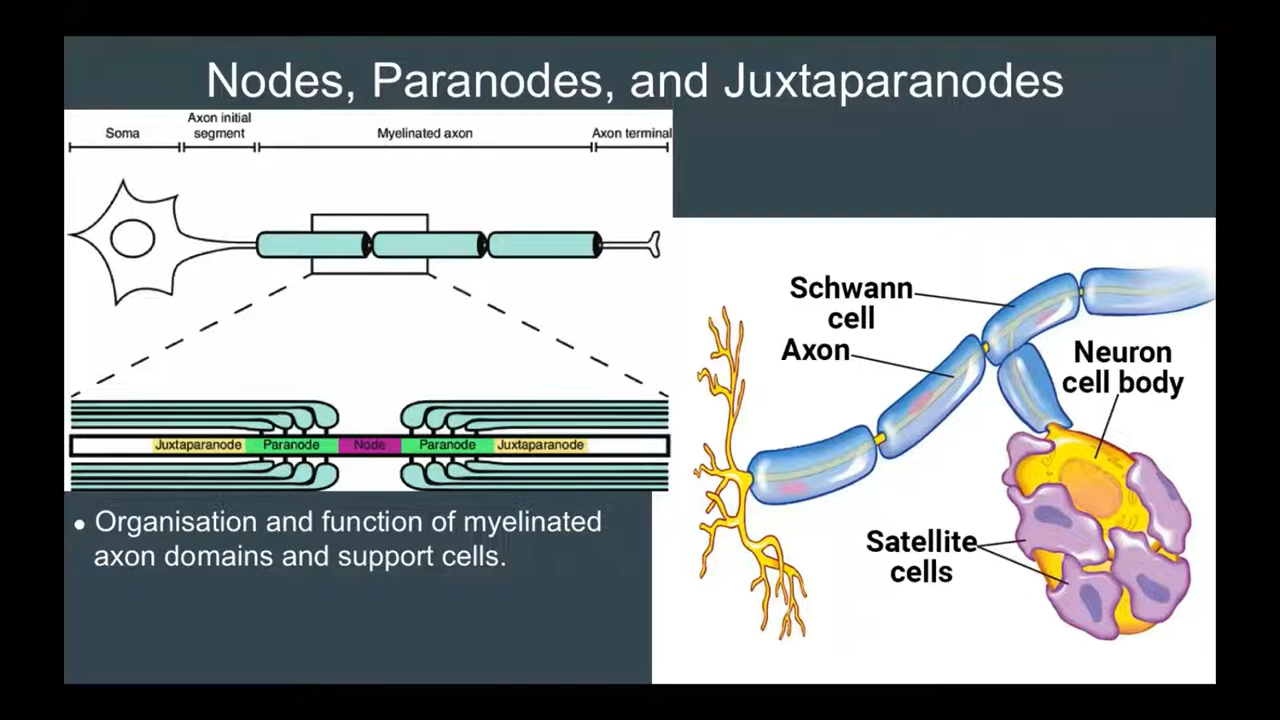 Nodes, Paranodes, and Juxtaparanodes
Soma
Axon initial
segment
Myelinated axon
Axon terminal
Juxtaparanode Paranode Node Paranode Juxtaparanode
• Organisation and function of myelinated
axon domains and support cells.
Schwann
cell
Axon
Neuron
cell body
Satellite
cells